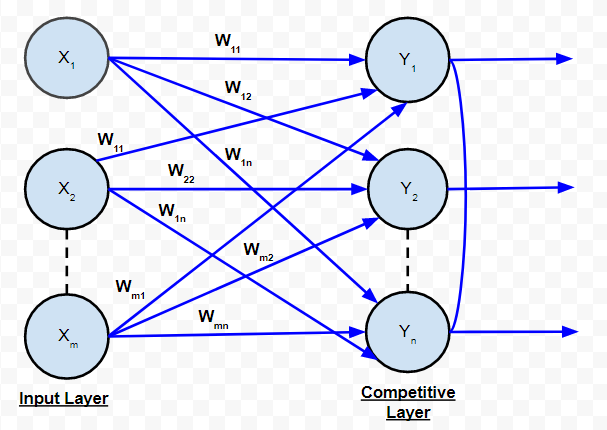 X1
W11
Y1
W12
W11
W1n
X2
W22
Y2
W1n
Wm2
Wm1
Wmn
Xm
Yn
Input Layer
Competitive
Layer